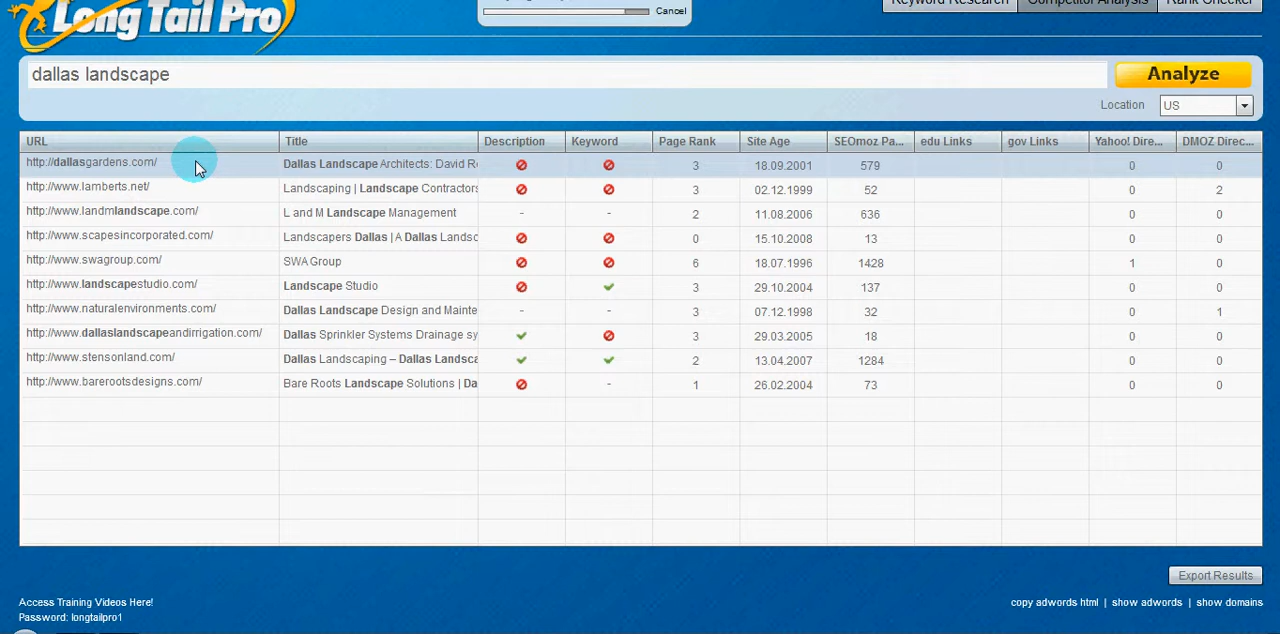 Long Tail Pro
Cancel
Keyword Research Competitor Analysis Rank Checker
dallas landscape
Analyze
Location US
URL Title Description Keyword Page Rank Site Age SEOmoz Pa... edu Links gov Links Yahoo! Dire... DMOZ Direc...
http://dallasgardens.com/ Dallas Landscape Architects: David R 3 18.09.2001 579 0 0
http://www.lamberts.net/ Landscaping | Landscape Contractors 3 02.12.1999 52 0 2
http://www.landmlandscape.com/ L and M Landscape Management - - 2 11.08.2006 636 0 0
http://www.scapesincorporated.com/ Landscapers Dallas | A Dallas Landsc 0 15.10.2008 13 0 0
http://www.swagroup.com/ SWA Group 6 18.07.1996 1428 1 0
http://www.landscapestudio.com/ Landscape Studio 3 29.10.2004 137 0 0
http://www.naturalenvironments.com/ Dallas Landscape Design and Mainte - - 3 07.12.1998 32 0 1
http://www.dallaslandscapeandirrigation.com/ Dallas Sprinkler Systems Drainage sy 3 29.03.2005 18 0 0
http://www.stensonland.com/ Dallas Landscaping – Dallas Landsca 2 13.04.2007 1284 0 0
http://www.barerootsdesigns.com/ Bare Roots Landscape Solutions | Da - 1 26.02.2004 73 0 0
Export Results
Access Training Videos Here! copy adwords html | show adwords | show domains
Password: longtailpro1